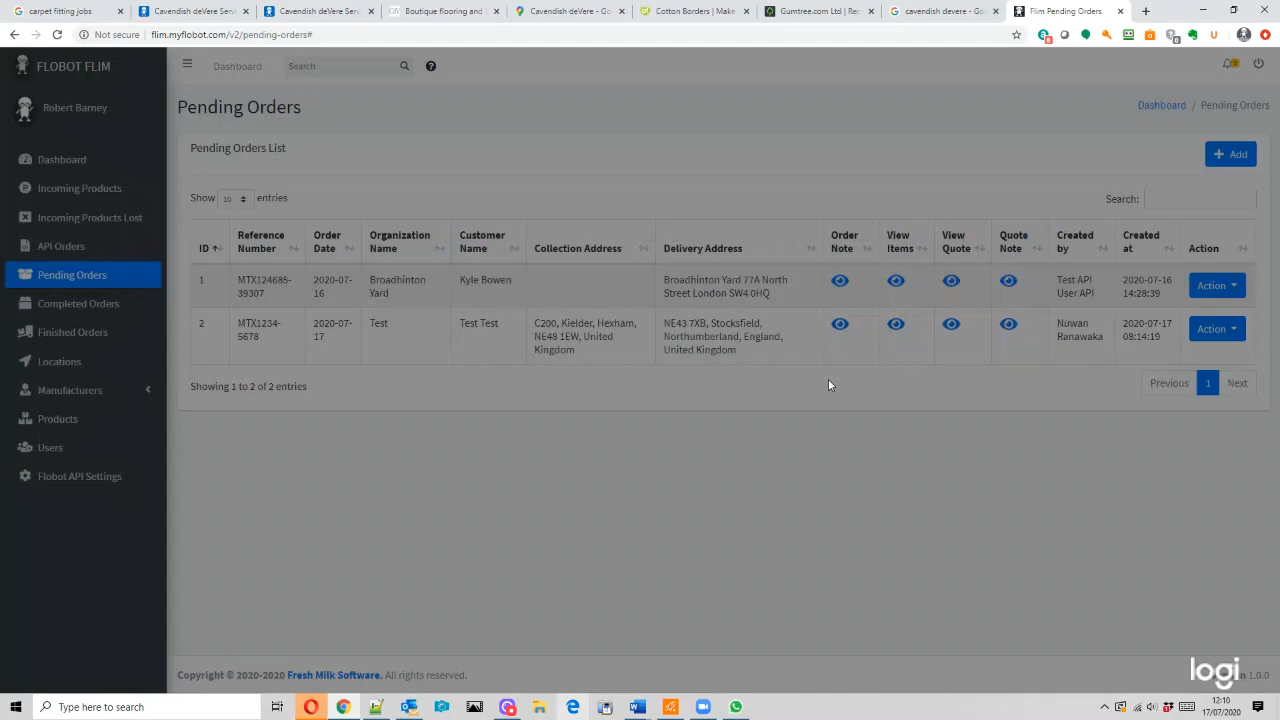 carpet fitting jobs
Cavendish deVere Serv
Cavendish deVere Serv
Boutique flooring and S
Cavendish deVere - Go
Cotton Borders | Make
Gumtree.com Ltd | Rec
cavendish devere - Goo
Flim Pending Orders
Not secure
flim.myflobot.com/v2/pending-orders#
FLOBOT FLIM
Dashboard
Search
Robert Barney
Pending Orders
Dashboard / Pending Orders
Dashboard
Incoming Products
Incoming Products Lost
API Orders
Pending Orders
Completed Orders
Finished Orders
Locations
Manufacturers
Products
Users
Flobot API Settings
Pending Orders List
Add
Show 10 entries
Search:
ID
Reference Number
Order Date
Organization Name
Customer Name
Collection Address
Delivery Address
Order Note
View Items
View Quote
Quote Note
Created by
Created at
Action
1
MTX124685-
39307
2020-07-
16
Broadhinton
Yard
Kyle Bowen
Broadhinton Yard 77A North
Street London SW4 0HQ
Test API
User API
2020-07-16
14:28:39
Action
2
MTX1234-
5678
2020-07-
17
Test
Test Test
C200, Kielder, Hexham,
NE48 1EW, United
Kingdom
NE43 7XB, Stocksfield,
Northumberland, England,
United Kingdom
Nuwan
Ranawaka
2020-07-17
08:14:19
Action
Showing 1 to 2 of 2 entries
Previous 1 Next
Copyright © 2020-2020 Fresh Milk Software. All rights reserved.
1.0.0
logi
Type here to search
12:10
17/07/2020